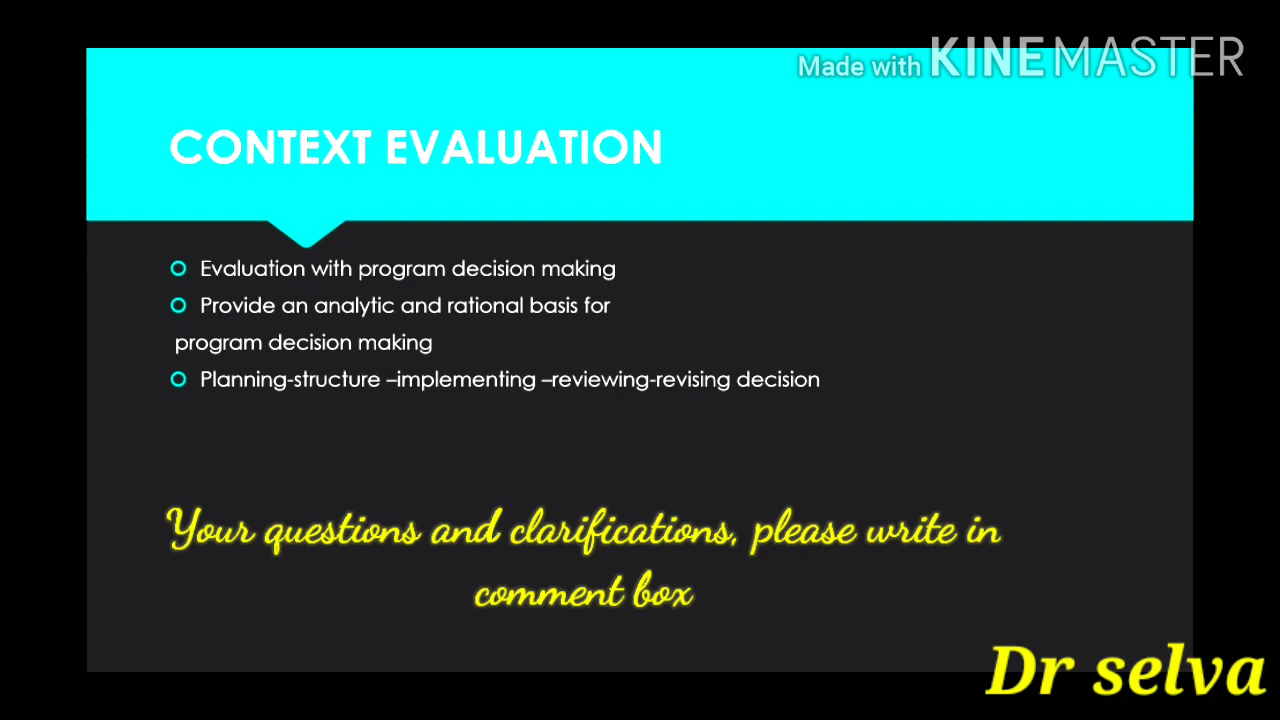 Made with KINEMASTER
CONTEXT EVALUATION
Evaluation with program decision making
Provide an analytic and rational basis for
program decision making
Planning-structure –implementing –reviewing-revising decision
Your questions and clarifications, please write in
comment box
Dr selva